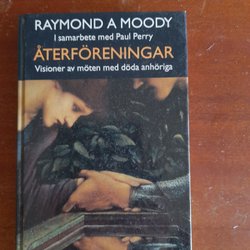 RAYMOND A MOODY
I samarbete med Paul Perry
ÅTERFÖRENINGAR
Visioner av möten med döda anhöriga